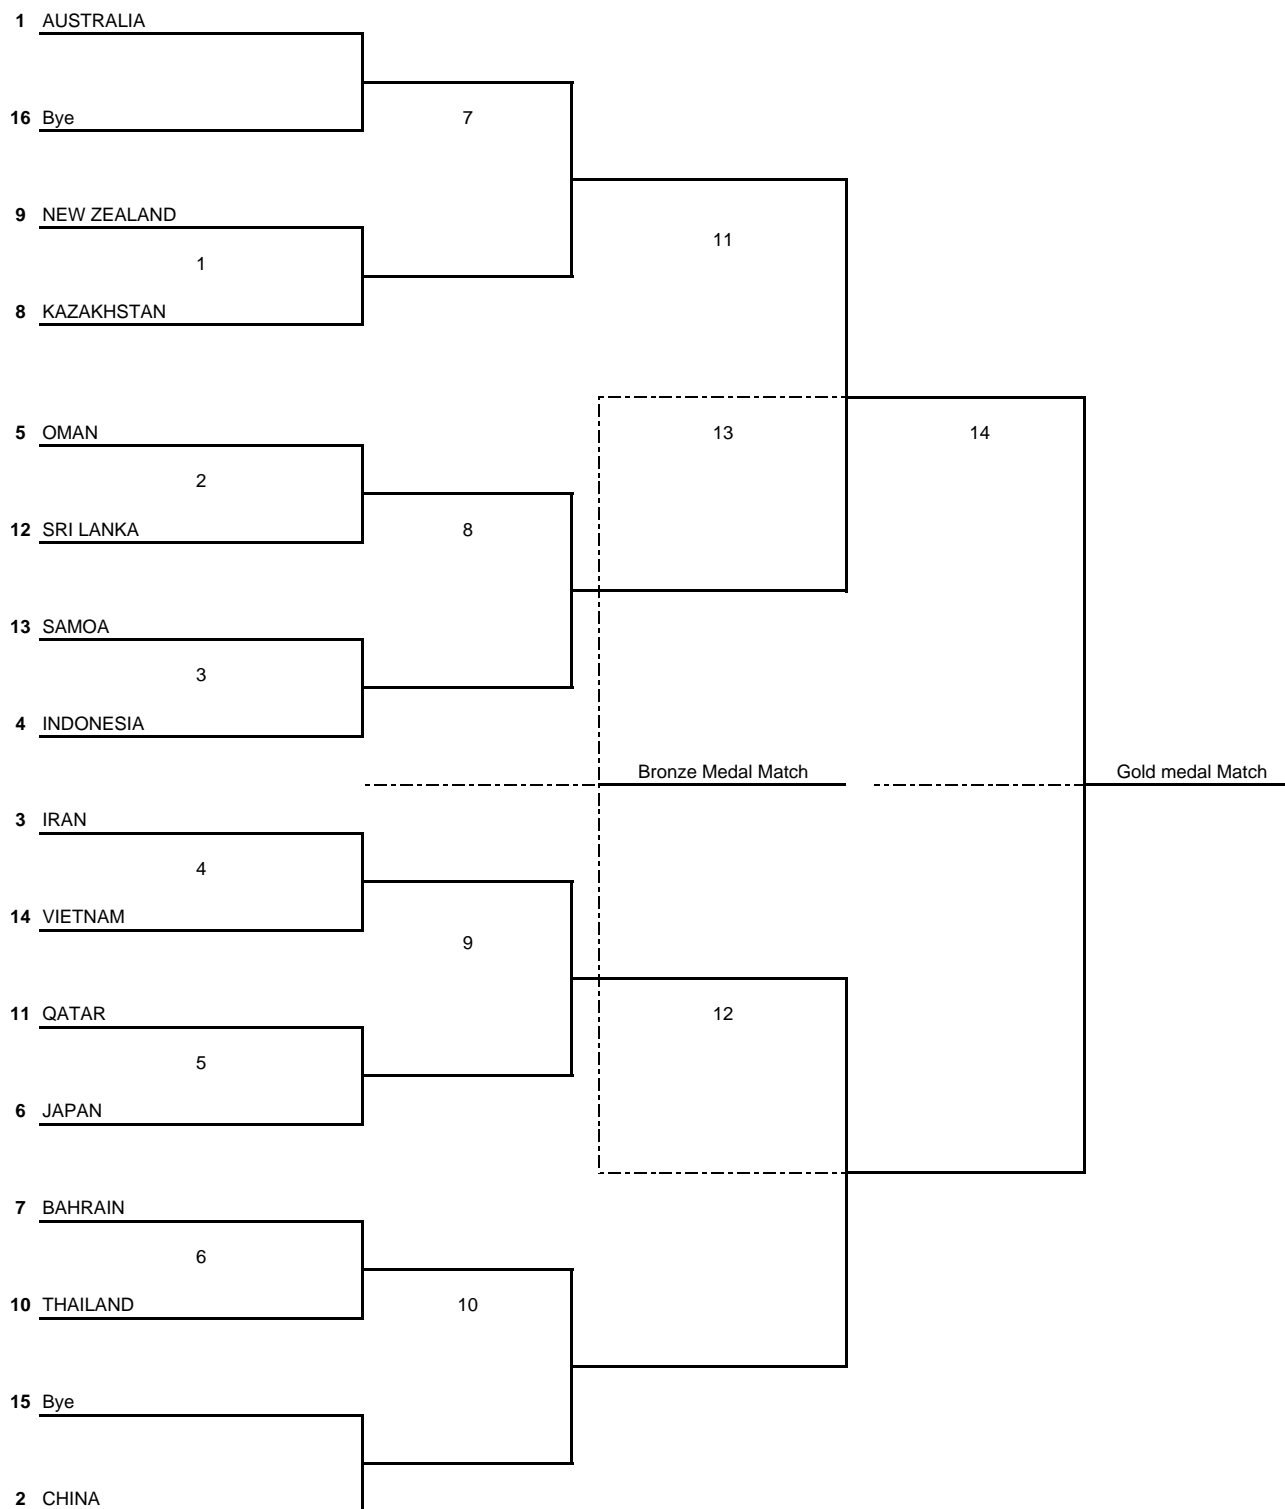 1 AUSTRALIA
16 Bye
7
9 NEW ZEALAND
11
1
8 KAZAKHSTAN
5 OMAN
13
14
2
12 SRI LANKA
8
13 SAMOA
3
4 INDONESIA
Bronze Medal Match
Gold medal Match
3 IRAN
4
14 VIETNAM
9
11 QATAR
12
5
6 JAPAN
7 BAHRAIN
6
10 THAILAND
10
15 Bye
2 CHINA